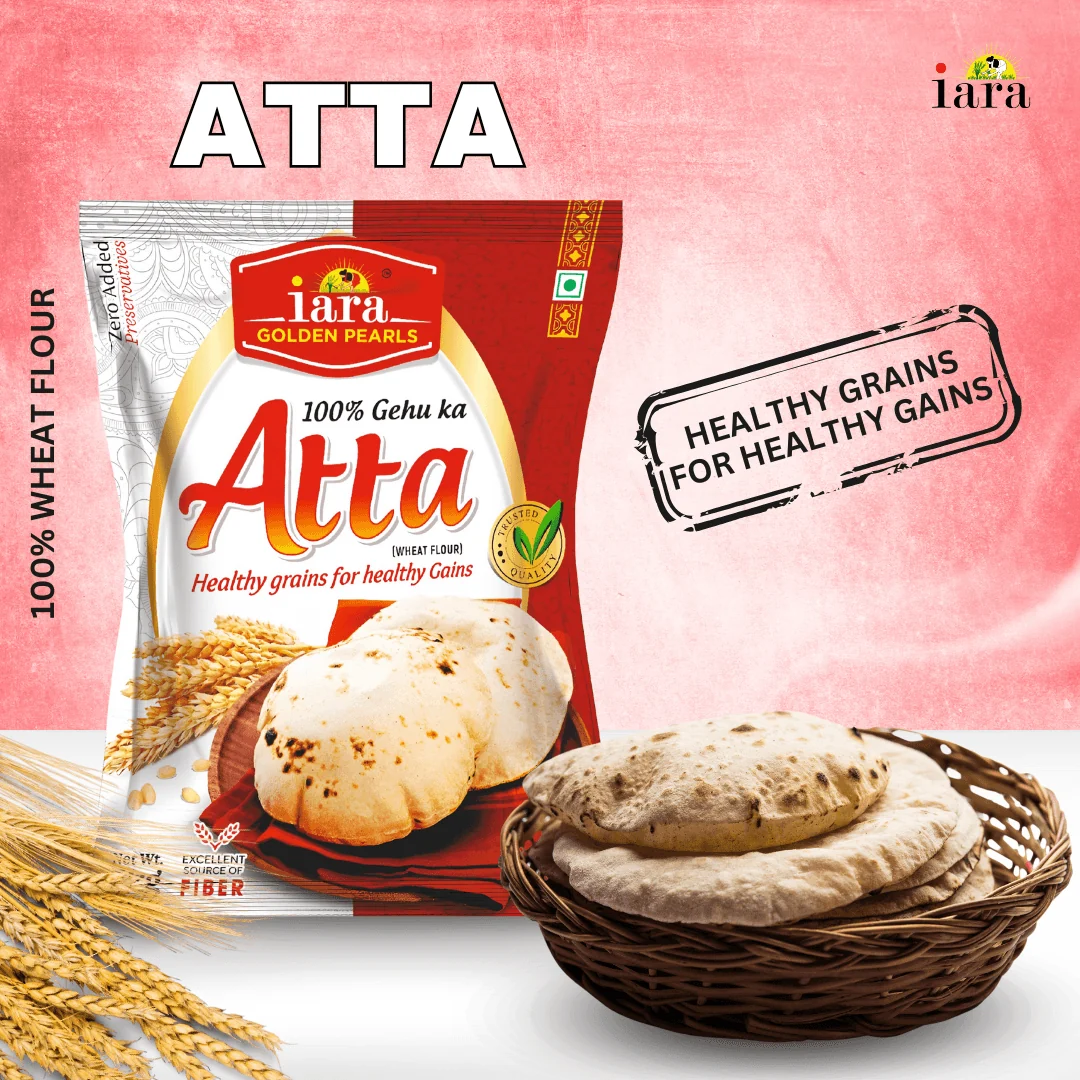 ATTA
iara
100% WHEAT FLOUR
Zero Added
Preservatives
iara
TM
GOLDEN PEARLS
100% Gehu ka
Atta
(WHEAT FLOUR)
Healthy grains for healthy Gains
TRUSTED
QUALITY
HEALTHY GRAINS
FOR HEALTHY GAINS
Net Wt.
EXCELLENT
SOURCE OF
FIBER